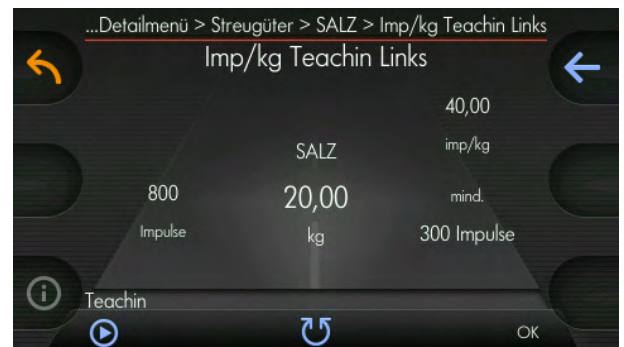 ...Detailmenü > Streugüter > SALZ > Imp/kg Teachin Links
Imp/kg Teachin Links
40,00
imp/kg
SALZ
800
20,00
mind.
Impulse
kg
300 Impulse
Teachin
OK